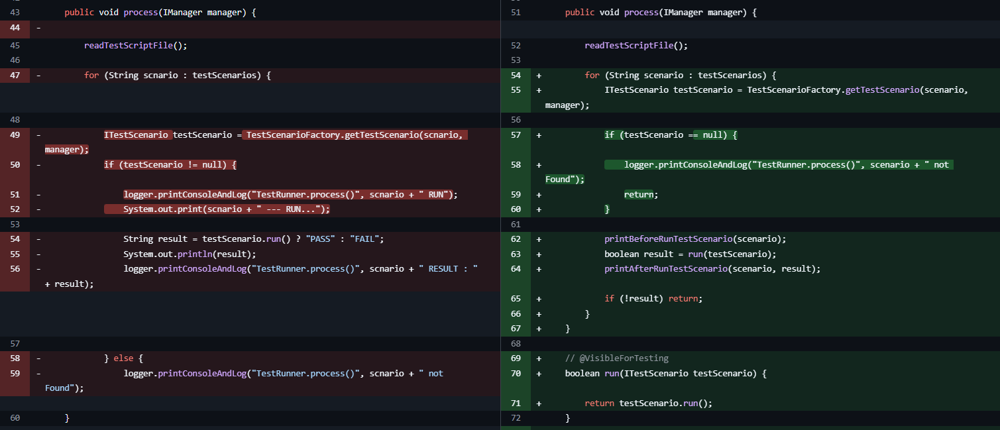 43 public void process(IManager manager) {
44 -
45 readTestScriptFile();
46
47 - for (String scnario : testScenarios) {
48
49 - ITestScenario testScenario = TestScenarioFactory.getTestScenario(scnario,
manager);
50 - if (testScenario != null) {
51 - logger.printConsoleAndLog("TestRunner.process()", scnario + " RUN");
52 - System.out.print(scnario + " --- RUN...");
53
54 - String result = testScenario.run() ? "PASS" : "FAIL";
55 - System.out.println(result);
56 - logger.printConsoleAndLog("TestRunner.process()", scnario + " RESULT : "
+ result);
57
58 - } else {
59 - logger.printConsoleAndLog("TestRunner.process()", scnario + " not
Found");
60 }
51 public void process(IManager manager) {
52 readTestScriptFile();
53
54 + for (String scenario : testScenarios) {
55 + ITestScenario testScenario = TestScenarioFactory.getTestScenario(scenario,
manager);
56
57 + if (testScenario == null) {
58 + logger.printConsoleAndLog("TestRunner.process()", scenario + " not
Found");
59 + return;
60 + }
61
62 + printBeforeRunTestScenario(scenario);
63 + boolean result = run(testScenario);
64 + printAfterRunTestScenario(scenario, result);
65 + if (!result) return;
66 + }
67 + }
68
69 + // @VisibleForTesting
70 + boolean run(ITestScenario testScenario) {
71 + return testScenario.run();
72 }